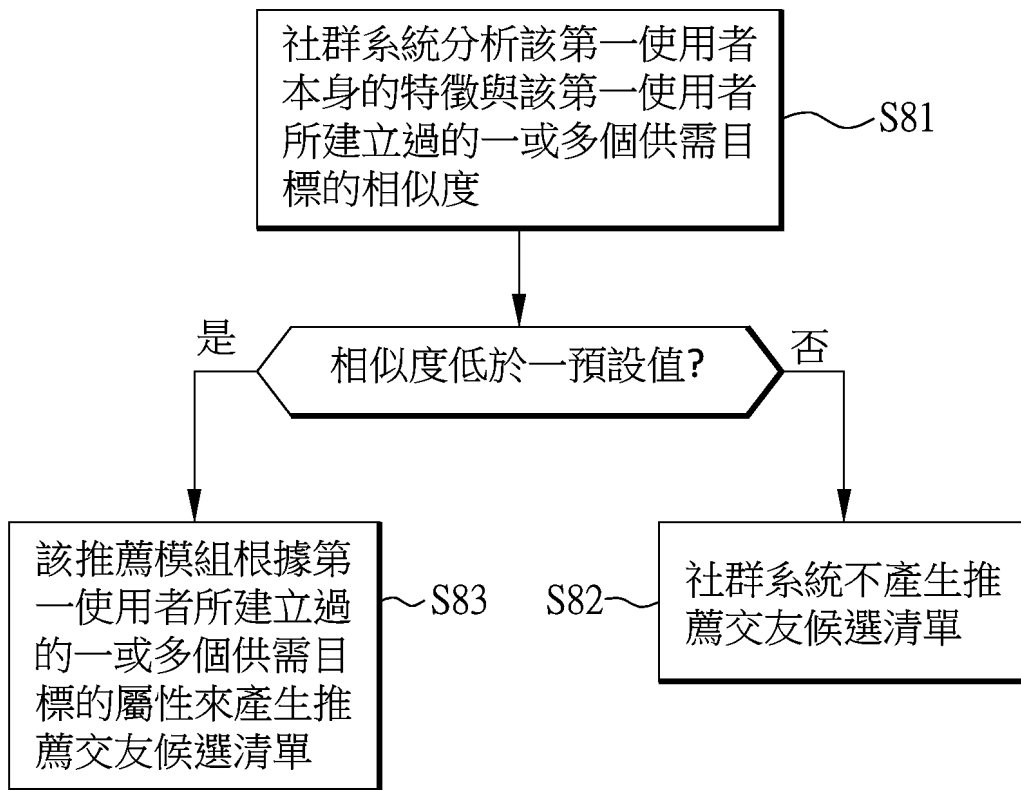 社群系統分析該第一使用者
本身的特徵與該第一使用者
所建立過的一或多個供需目
標的相似度
S81
相似度低於一預設值?
是
否
該推薦模組根據第
一使用者所建立過
的一或多個供需目
標的屬性來產生推
薦交友候選清單
S83
S82
社群系統不產生推
薦交友候選清單